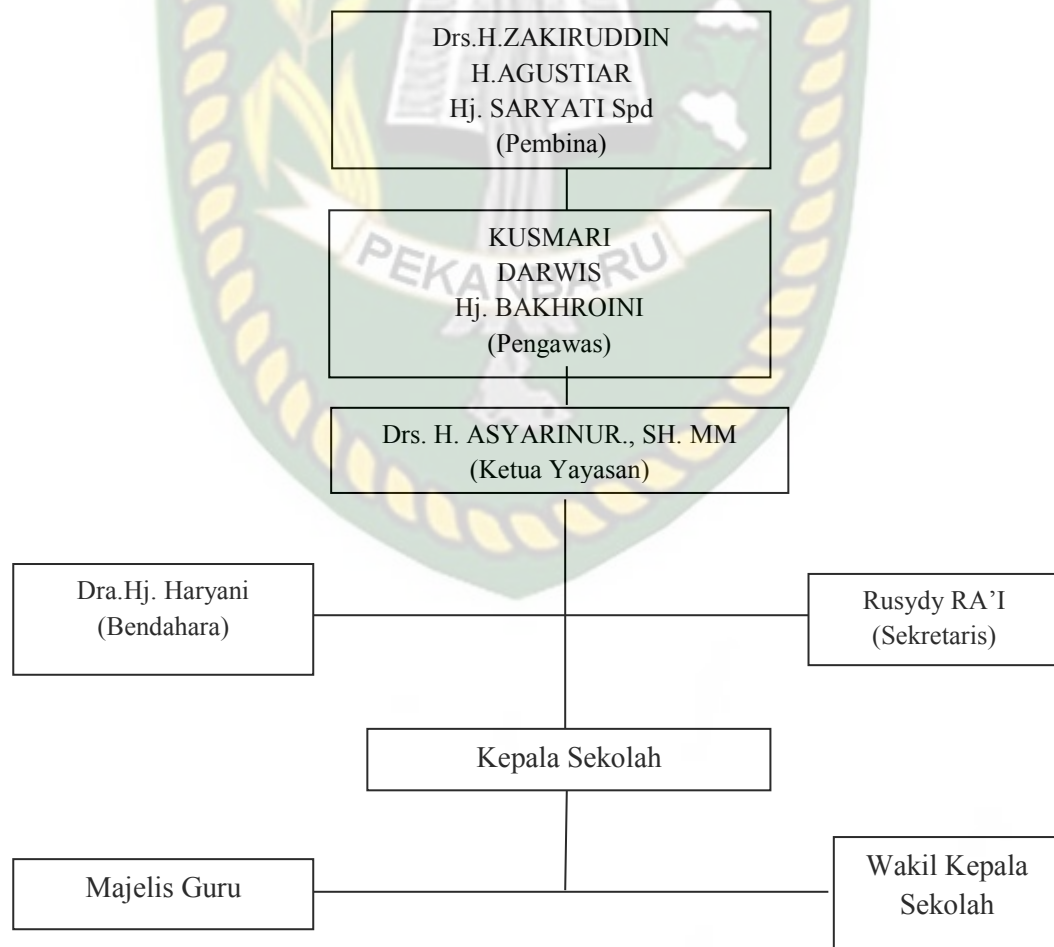 Drs.H.ZAKIRUDDIN
H.AGUSTIAR
Hj. SARYATI Spd
(Pembina)
KUSMARI
DARWIS
Hj. BAKHROINI
(Pengawas)
PEKANBARU
Drs. H. ASYARINUR., SH. MM
(Ketua Yayasan)
Dra.Hj. Haryani
(Bendahara)
Rusydy RA’I
(Sekretaris)
Kepala Sekolah
Majelis Guru
Wakil Kepala
Sekolah